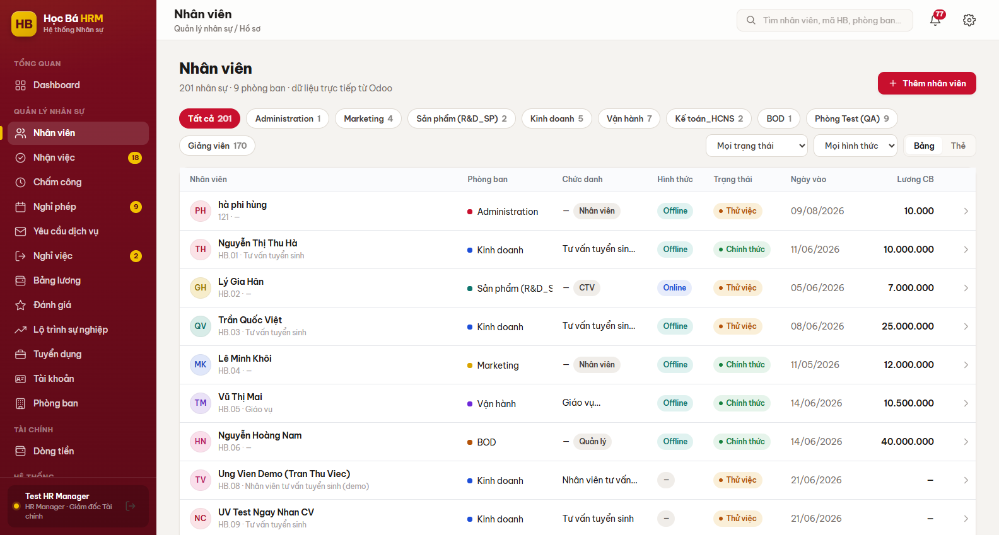 HB
Học Bá HRM
Hệ thống Nhân sự
TỔNG QUAN
Dashboard
QUẢN LÝ NHÂN SỰ
Nhân viên
Nhận việc 18
Chấm công
Nghỉ phép 9
Yêu cầu dịch vụ
Nghỉ việc 2
Bảng lương
Đánh giá
Lộ trình sự nghiệp
Tuyển dụng
Tài khoản
Phòng ban
TÀI CHÍNH
Dòng tiền
HỆ THỐNG
Test HR Manager
HR Manager · Giám đốc Tài
chính
Nhân viên
Quản lý nhân sự / Hồ sơ
Tìm nhân viên, mã HB, phòng ban...
77
Nhân viên
201 nhân sự · 9 phòng ban · dữ liệu trực tiếp từ Odoo
Thêm nhân viên
Tất cả 201 Administration 1 Marketing 4 Sản phẩm (R&D_SP) 2 Kinh doanh 5 Vận hành 7 Kế toán_HCNS 2 BOD 1 Phòng Test (QA) 9
Giảng viên 170 Mọi trạng thái Mọi hình thức Bảng Thẻ
Nhân viên Phòng ban Chức danh Hình thức Trạng thái Ngày vào Lương CB
PH hà phi hùng Administration — Nhân viên Offline Thử việc 09/08/2026 10.000
121 · —
TH Nguyễn Thị Thu Hà Kinh doanh Tư vấn tuyển sin... Offline Chính thức 11/06/2026 10.000.000
HB.01 · Tư vấn tuyển sinh
GH Lý Gia Hân Sản phẩm (R&D_S — CTV Online Thử việc 05/06/2026 7.000.000
HB.02 · —
QV Trần Quốc Việt Kinh doanh Tư vấn tuyển sin... Offline Thử việc 08/06/2026 25.000.000
HB.03 · Tư vấn tuyển sinh
MK Lê Minh Khôi Marketing — Nhân viên Offline Chính thức 11/05/2026 12.000.000
HB.04 · —
TM Vũ Thị Mai Vận hành Giáo vụ... Offline Chính thức 14/06/2026 10.500.000
HB.05 · Giáo vụ
HN Nguyễn Hoàng Nam BOD — Quản lý Offline Chính thức 14/06/2026 40.000.000
HB.06 · —
TV Ung Vien Demo (Tran Thu Viec) Kinh doanh Nhân viên tư vấn... — Thử việc 21/06/2026 —
HB.08 · Nhân viên tư vấn tuyển sinh (demo)
NC UV Test Ngay Nhan CV Kinh doanh Tư vấn tuyển sinh — Thử việc 21/06/2026 —
HB.09 · Tư vấn tuyển sinh